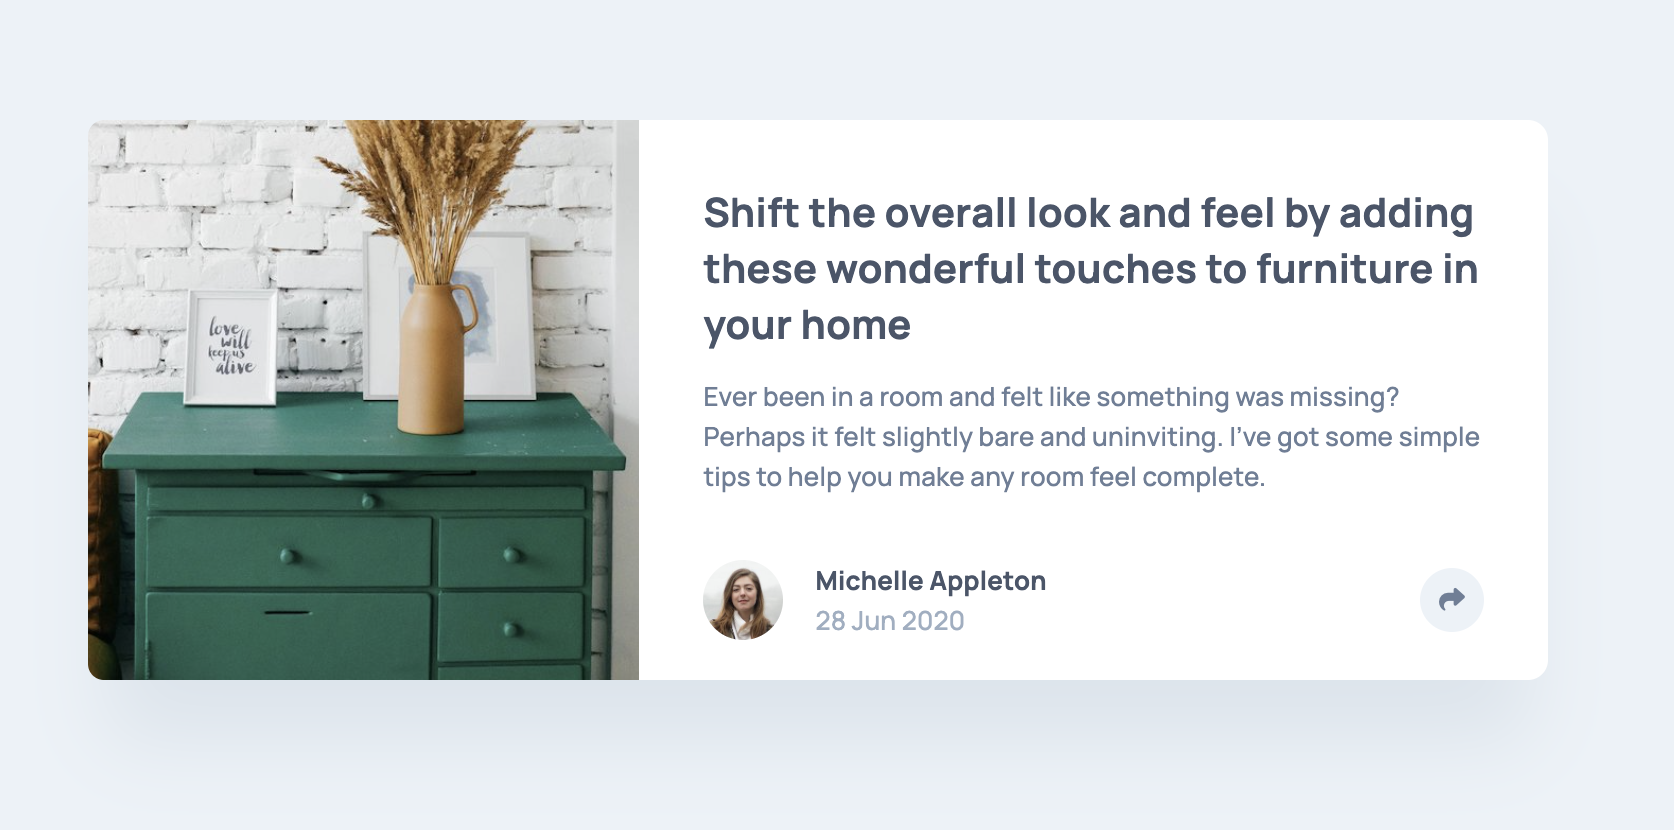 love
will
keep us
alive
Shift the overall look and feel by adding
these wonderful touches to furniture in
your home
Ever been in a room and felt like something was missing?
Perhaps it felt slightly bare and uninviting. I’ve got some simple
tips to help you make any room feel complete.
Michelle Appleton
28 Jun 2020